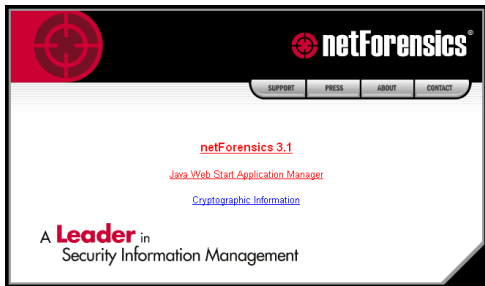 netForensics®
SUPPORT PRESS ABOUT CONTACT
netForensics 3.1
Java Web Start Application Manager
Cryptographic Information
A Leader in
Security Information Management